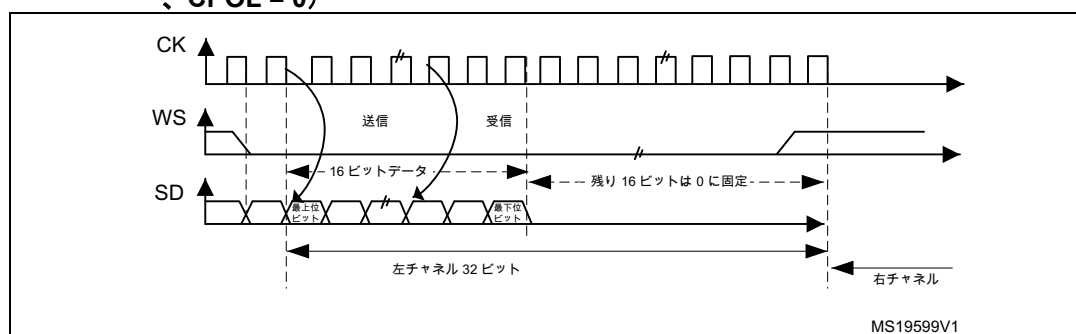 、CPOL = 0)
CK
WS
送信
受信
16 ビットデータ
残り 16 ビットは 0 に固定
SD
最上位
ビット
最下位
ビット
左チャネル 32 ビット
右チャネル
MS19599V1